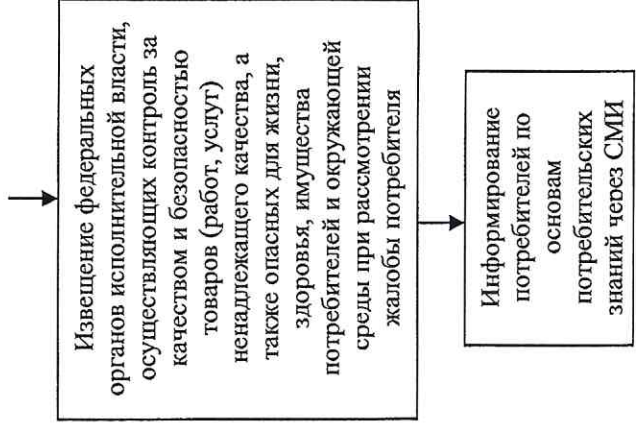 Извещение федеральных
органов исполнительной власти,
осуществляющих контроль за
качеством и безопасностью
товаров (работ, услуг)
ненадлежащего качества, а
также опасных для жизни,
здоровья, имущества
потребителей и окружающей
среды при рассмотрении
жалобы потребителя
Информирование
потребителей по
основам
потребительских
знаний через СМИ